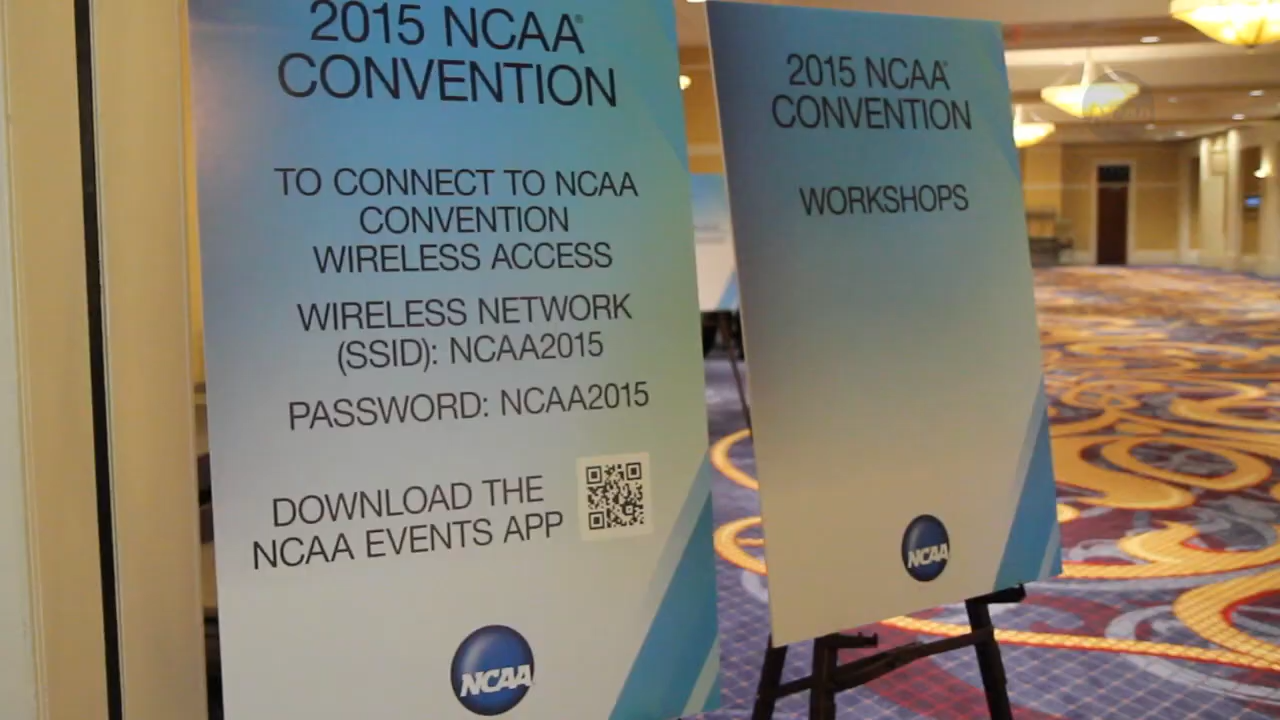 2015 NCAA®
CONVENTION
TO CONNECT TO NCAA
CONVENTION
WIRELESS ACCESS
WIRELESS NETWORK
(SSID): NCAA2015
PASSWORD: NCAA2015
DOWNLOAD THE
NCAA EVENTS APP
NCAA
2015 NCAA®
CONVENTION
WORKSHOPS
NCAA
NCAA